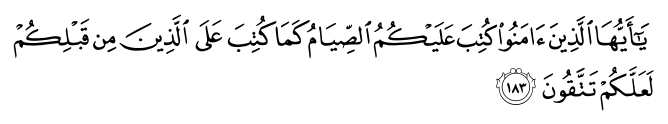 يَٰٓأَيُّهَا ٱلَّذِينَ ءَامَنُوا۟ كُتِبَ عَلَيْكُمُ ٱلصِّيَامُ كَمَا كُتِبَ عَلَى ٱلَّذِينَ مِن قَبْلِكُمْ
لَعَلَّكُمْ تَتَّقُونَ ١٨٣